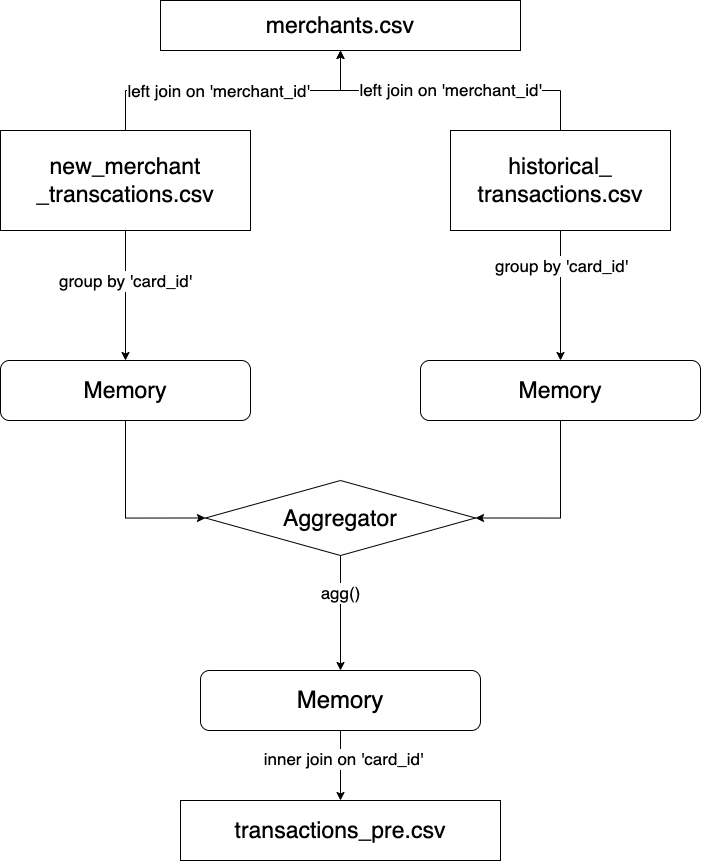 merchants.csv
left join on 'merchant_id'
left join on 'merchant_id'
new_merchant
_transcations.csv
historical_
transactions.csv
group by 'card_id'
group by 'card_id'
Memory
Memory
Aggregator
agg()
Memory
inner join on 'card_id'
transactions_pre.csv